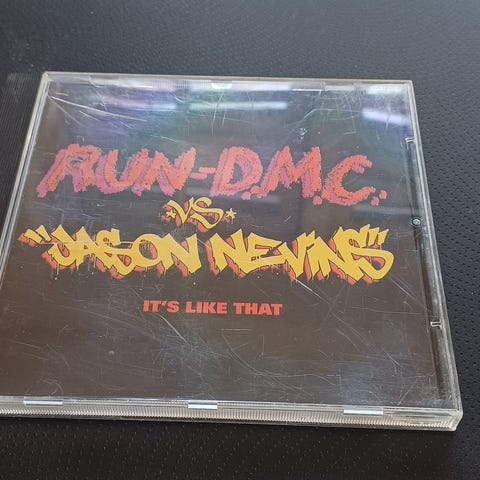 RUN-D.M.C.
VS
"JASON NEVINS"
IT'S LIKE THAT